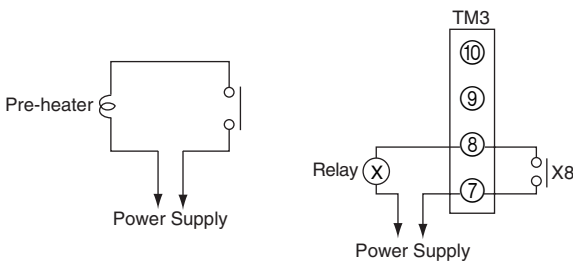 TM3
⑩
Pre-heater
⑨
⑧
Relay X X8
⑦
Power Supply
Power Supply